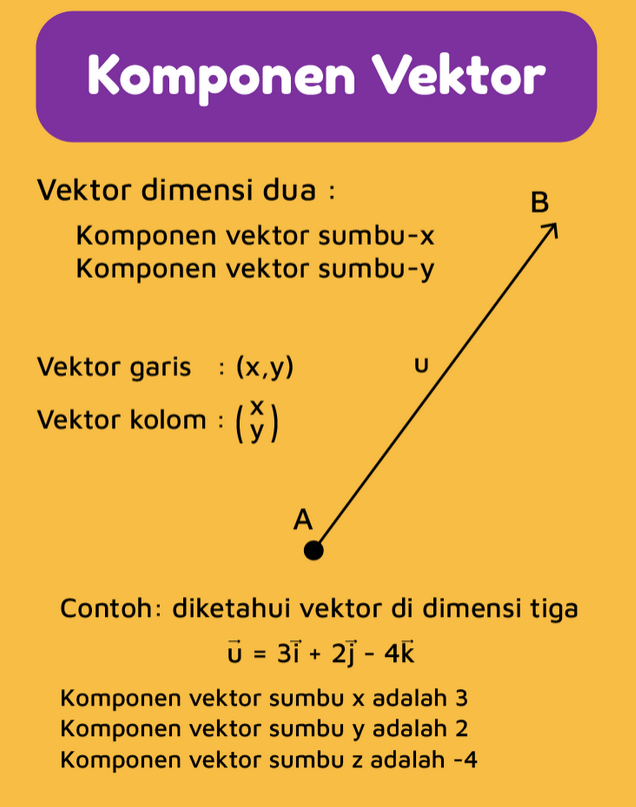 Komponen Vektor
Vektor dimensi dua :
Komponen vektor sumbu-x
Komponen vektor sumbu-y
B
Vektor garis : (x,y)
u
Vektor kolom : (x
y)
A
Contoh: diketahui vektor di dimensi tiga
u⃗ = 3i⃗ + 2j⃗ - 4k⃗
Komponen vektor sumbu x adalah 3
Komponen vektor sumbu y adalah 2
Komponen vektor sumbu z adalah -4